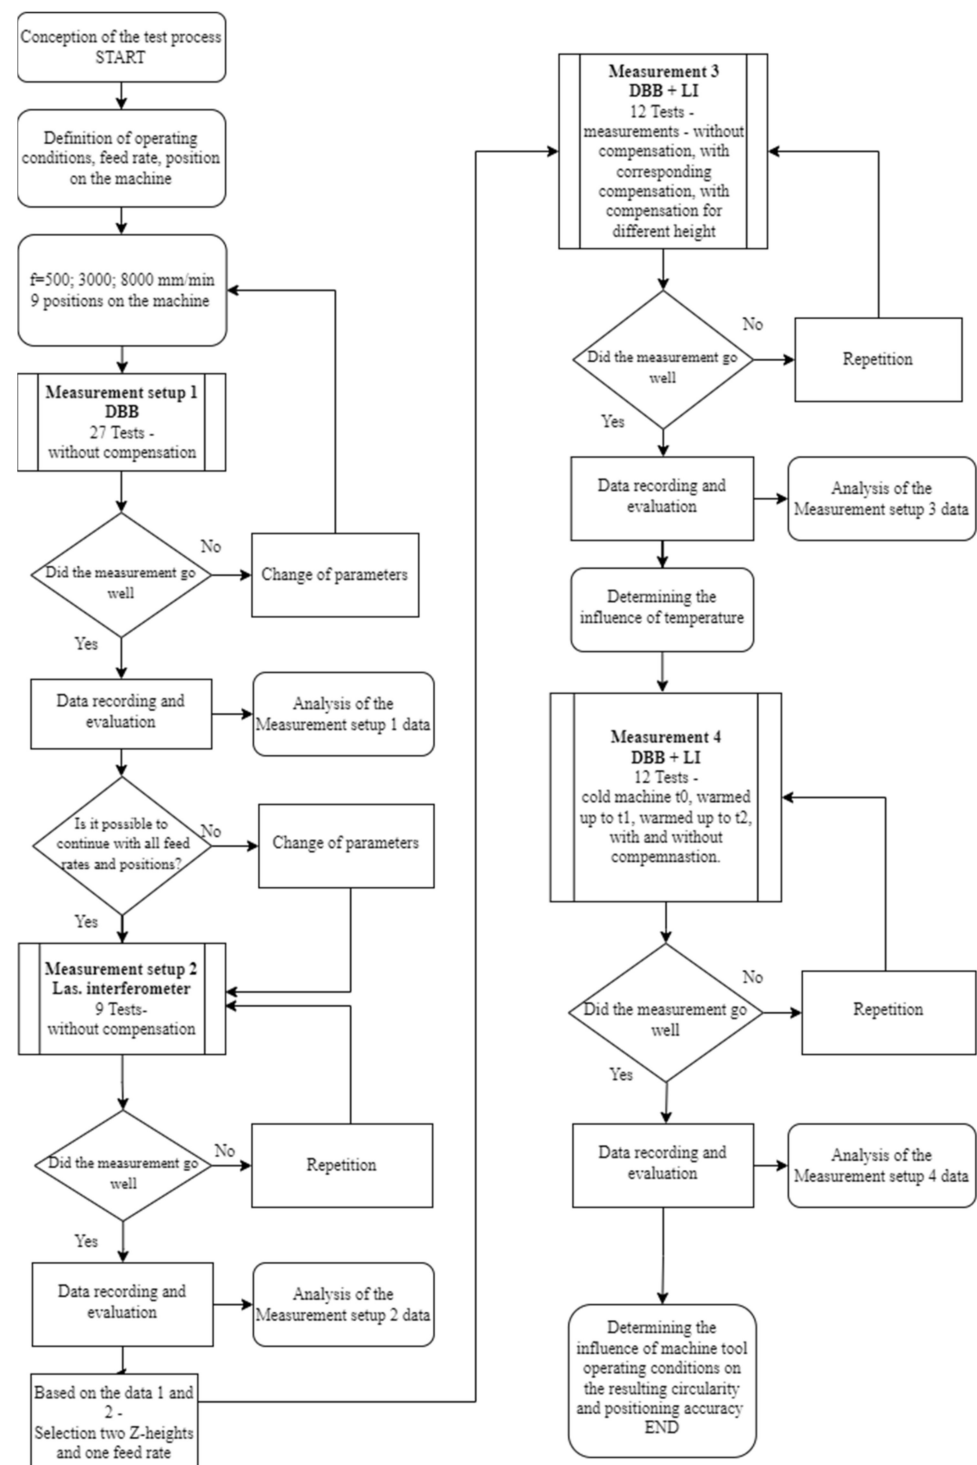 Conception of the test process
START
Definition of operating
conditions, feed rate, position
on the machine
f=500; 3000; 8000 mm/min
9 positions on the machine
Measurement setup 1
DBB
27 Tests -
without compensation
Did the measurement go
well
No
Change of parameters
Yes
Data recording and
evaluation
Analysis of the
Measurement setup 1 data
Is it possible to
continue with all feed
rates and positions?
No
Change of parameters
Yes
Measurement setup 2
Las. interferometer
9 Tests-
without compensation
Did the measurement go
well
No
Repetition
Yes
Data recording and
evaluation
Analysis of the
Measurement setup 2 data
Based on the data 1 and
2 -
Selection two Z-heights
and one feed rate
Measurement 3
DBB + LI
12 Tests -
measurements - without
compensation, with
corresponding
compensation, with
compensation for
different height
Did the measurement go
well
No
Repetition
Yes
Data recording and
evaluation
Analysis of the
Measurement setup 3 data
Determining the
influence of temperature
Measurement 4
DBB + LI
12 Tests -
cold machine t0, warmed
up to t1, warmed up to t2,
with and without
compemnastion.
Did the measurement go
well
No
Repetition
Yes
Data recording and
evaluation
Analysis of the
Measurement setup 4 data
Determining the
influence of machine tool
operating conditions on
the resulting circularity
and positioning accuracy
END